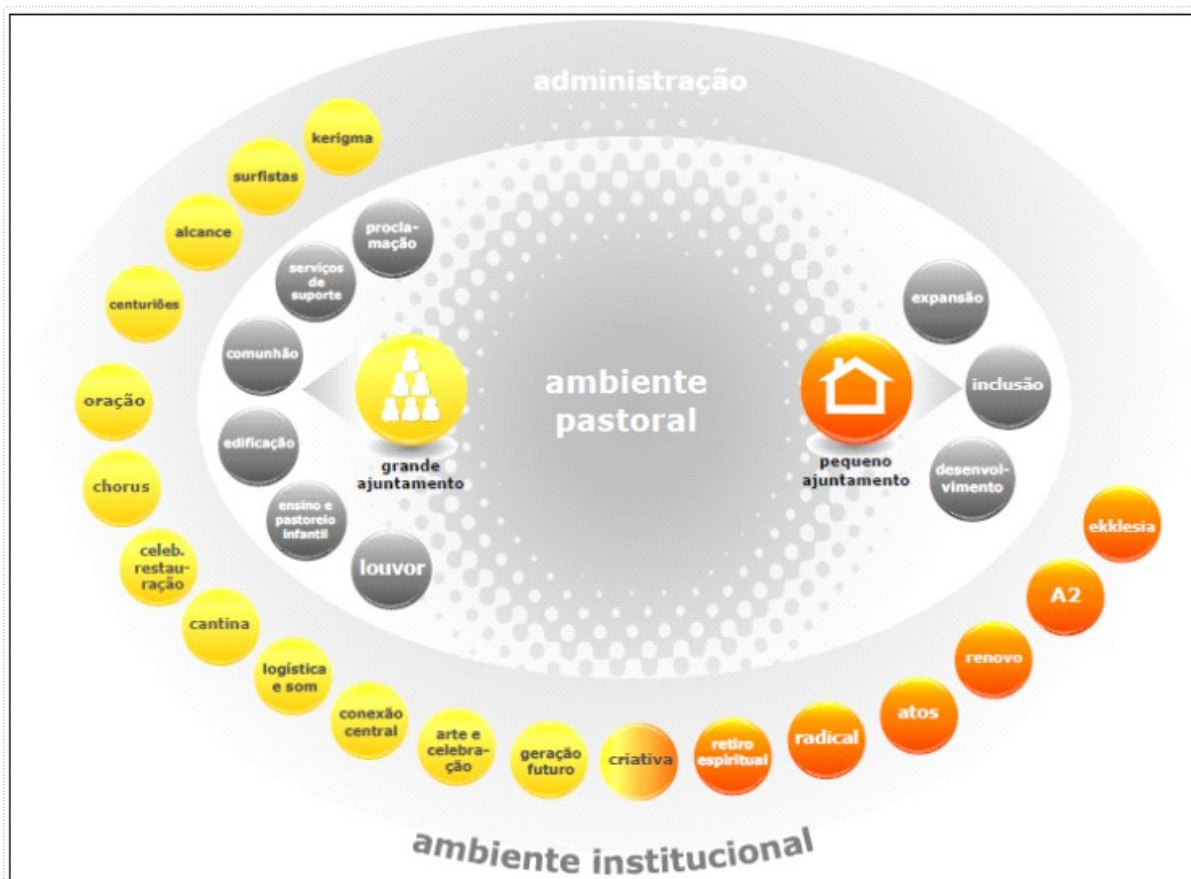 administração
kerigma
surfistas
alcance
centuriões
oração
chorus
celeb.
restau-
ração
cantina
logística
e som
conexão
central
arte e
celebra-
ção
geração
futuro
criativa
retiro
espiritual
radical
atos
renovo
A2
ekklesia
procla-
mação
serviços
de
suporte
comunhão
edificação
ensino e
pastoreio
infantil
louvor
grande
ajuntamento
ambiente
pastoral
pequeno
ajuntamento
expansão
inclusão
desenvol-
vimento
ambiente institucional